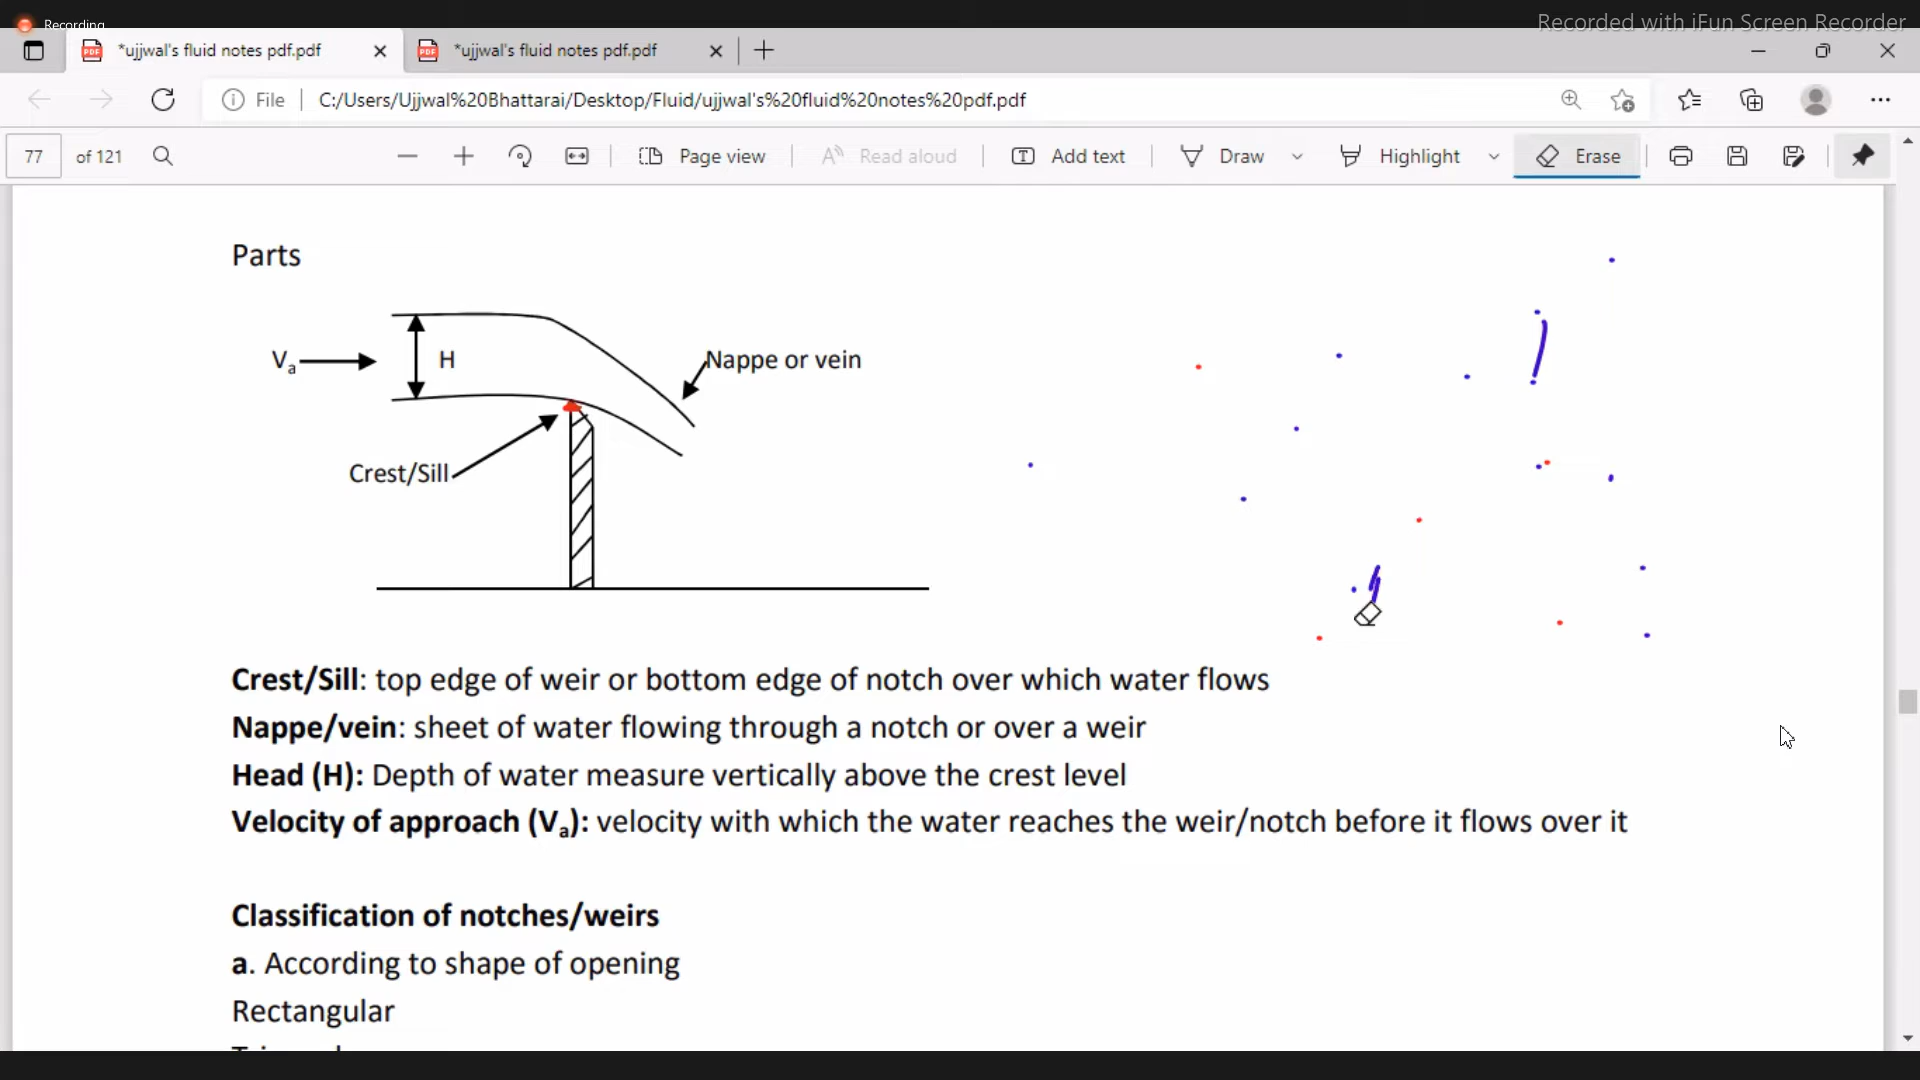 Recording
Recorded with iFun Screen Recorder
*ujjwal's fluid notes pdf.pdf
*ujjwal's fluid notes pdf.pdf
File
C:/Users/Ujjwal%20Bhattarai/Desktop/Fluid/ujjwal's%20fluid%20notes%20pdf.pdf
77 of 121
Page view
Read aloud
Add text
Draw
Highlight
Erase
Parts
Va
H
Nappe or vein
Crest/Sill
Crest/Sill: top edge of weir or bottom edge of notch over which water flows
Nappe/vein: sheet of water flowing through a notch or over a weir
Head (H): Depth of water measure vertically above the crest level
Velocity of approach (Va): velocity with which the water reaches the weir/notch before it flows over it
Classification of notches/weirs
a. According to shape of opening
Rectangular